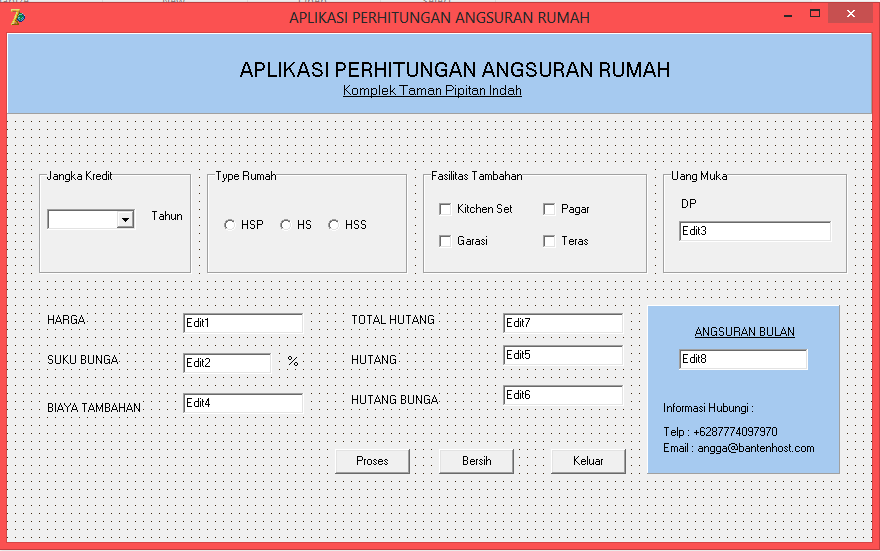 APLIKASI PERHITUNGAN ANGSURAN RUMAH
APLIKASI PERHITUNGAN ANGSURAN RUMAH
Komplek Taman Pipitan Indah
Jangka Kredit
Tahun
Type Rumah
HSP HS HSS
Fasilitas Tambahan
Kitchen Set Pagar
Garasi Teras
Uang Muka
DP
Edit3
HARGA Edit1
SUKU BUNGA Edit2 %
BIAYA TAMBAHAN Edit4
TOTAL HUTANG Edit7
HUTANG Edit5
HUTANG BUNGA Edit6
ANGSURAN BULAN
Edit8
Informasi Hubungi :
Telp : +6287774097970
Email : angga@bantenhost.com
Proses Bersih Keluar